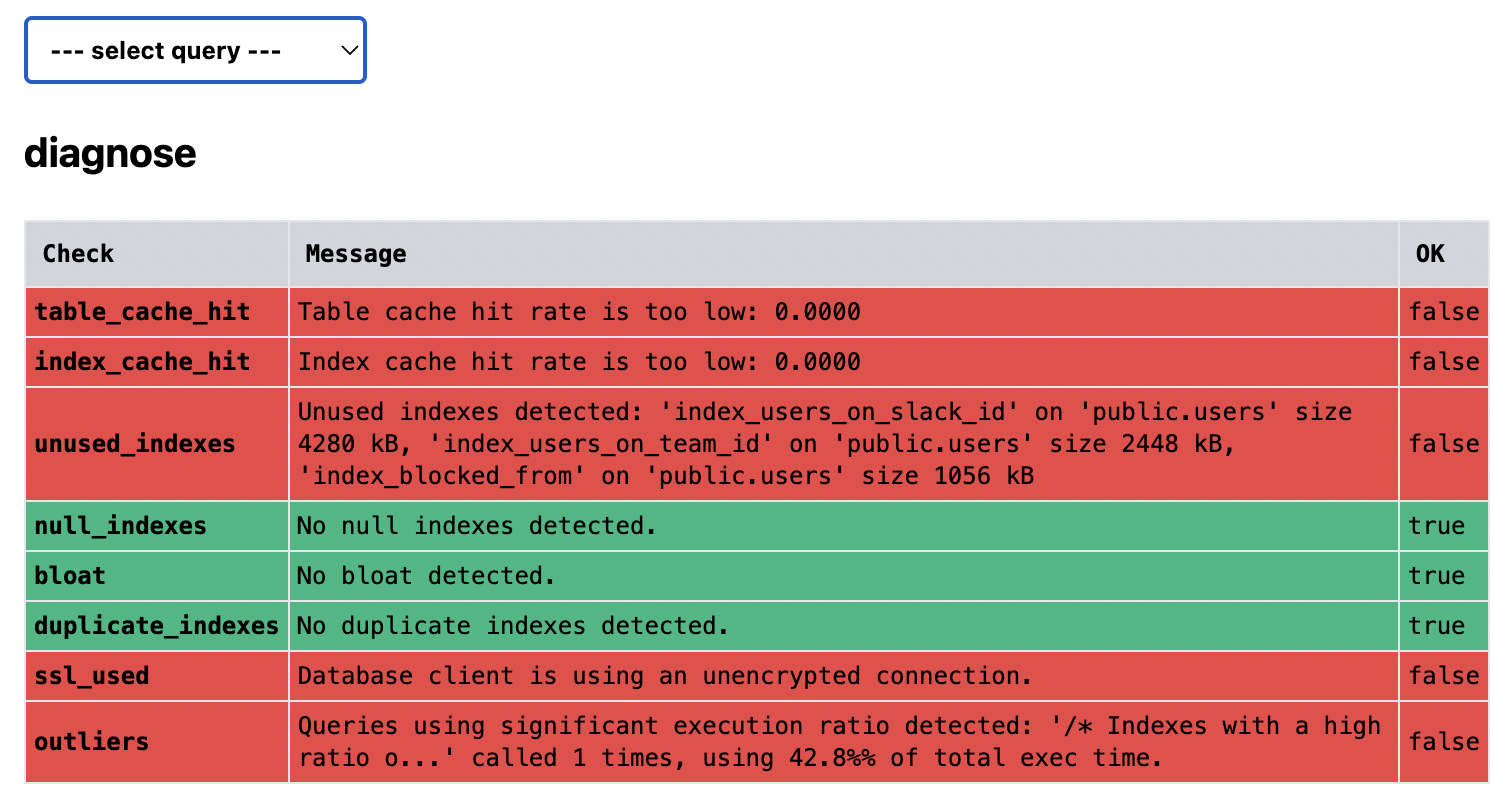 --- select query ---
diagnose
Check Message OK
table_cache_hit Table cache hit rate is too low: 0.0000 false
index_cache_hit Index cache hit rate is too low: 0.0000 false
unused_indexes Unused indexes detected: 'index_users_on_slack_id' on 'public.users' size
4280 kB, 'index_users_on_team_id' on 'public.users' size 2448 kB,
'index_blocked_from' on 'public.users' size 1056 kB false
null_indexes No null indexes detected. true
bloat No bloat detected. true
duplicate_indexes No duplicate indexes detected. true
ssl_used Database client is using an unencrypted connection. false
outliers Queries using significant execution ratio detected: '/* Indexes with a high
ratio o...' called 1 times, using 42.8%% of total exec time. false